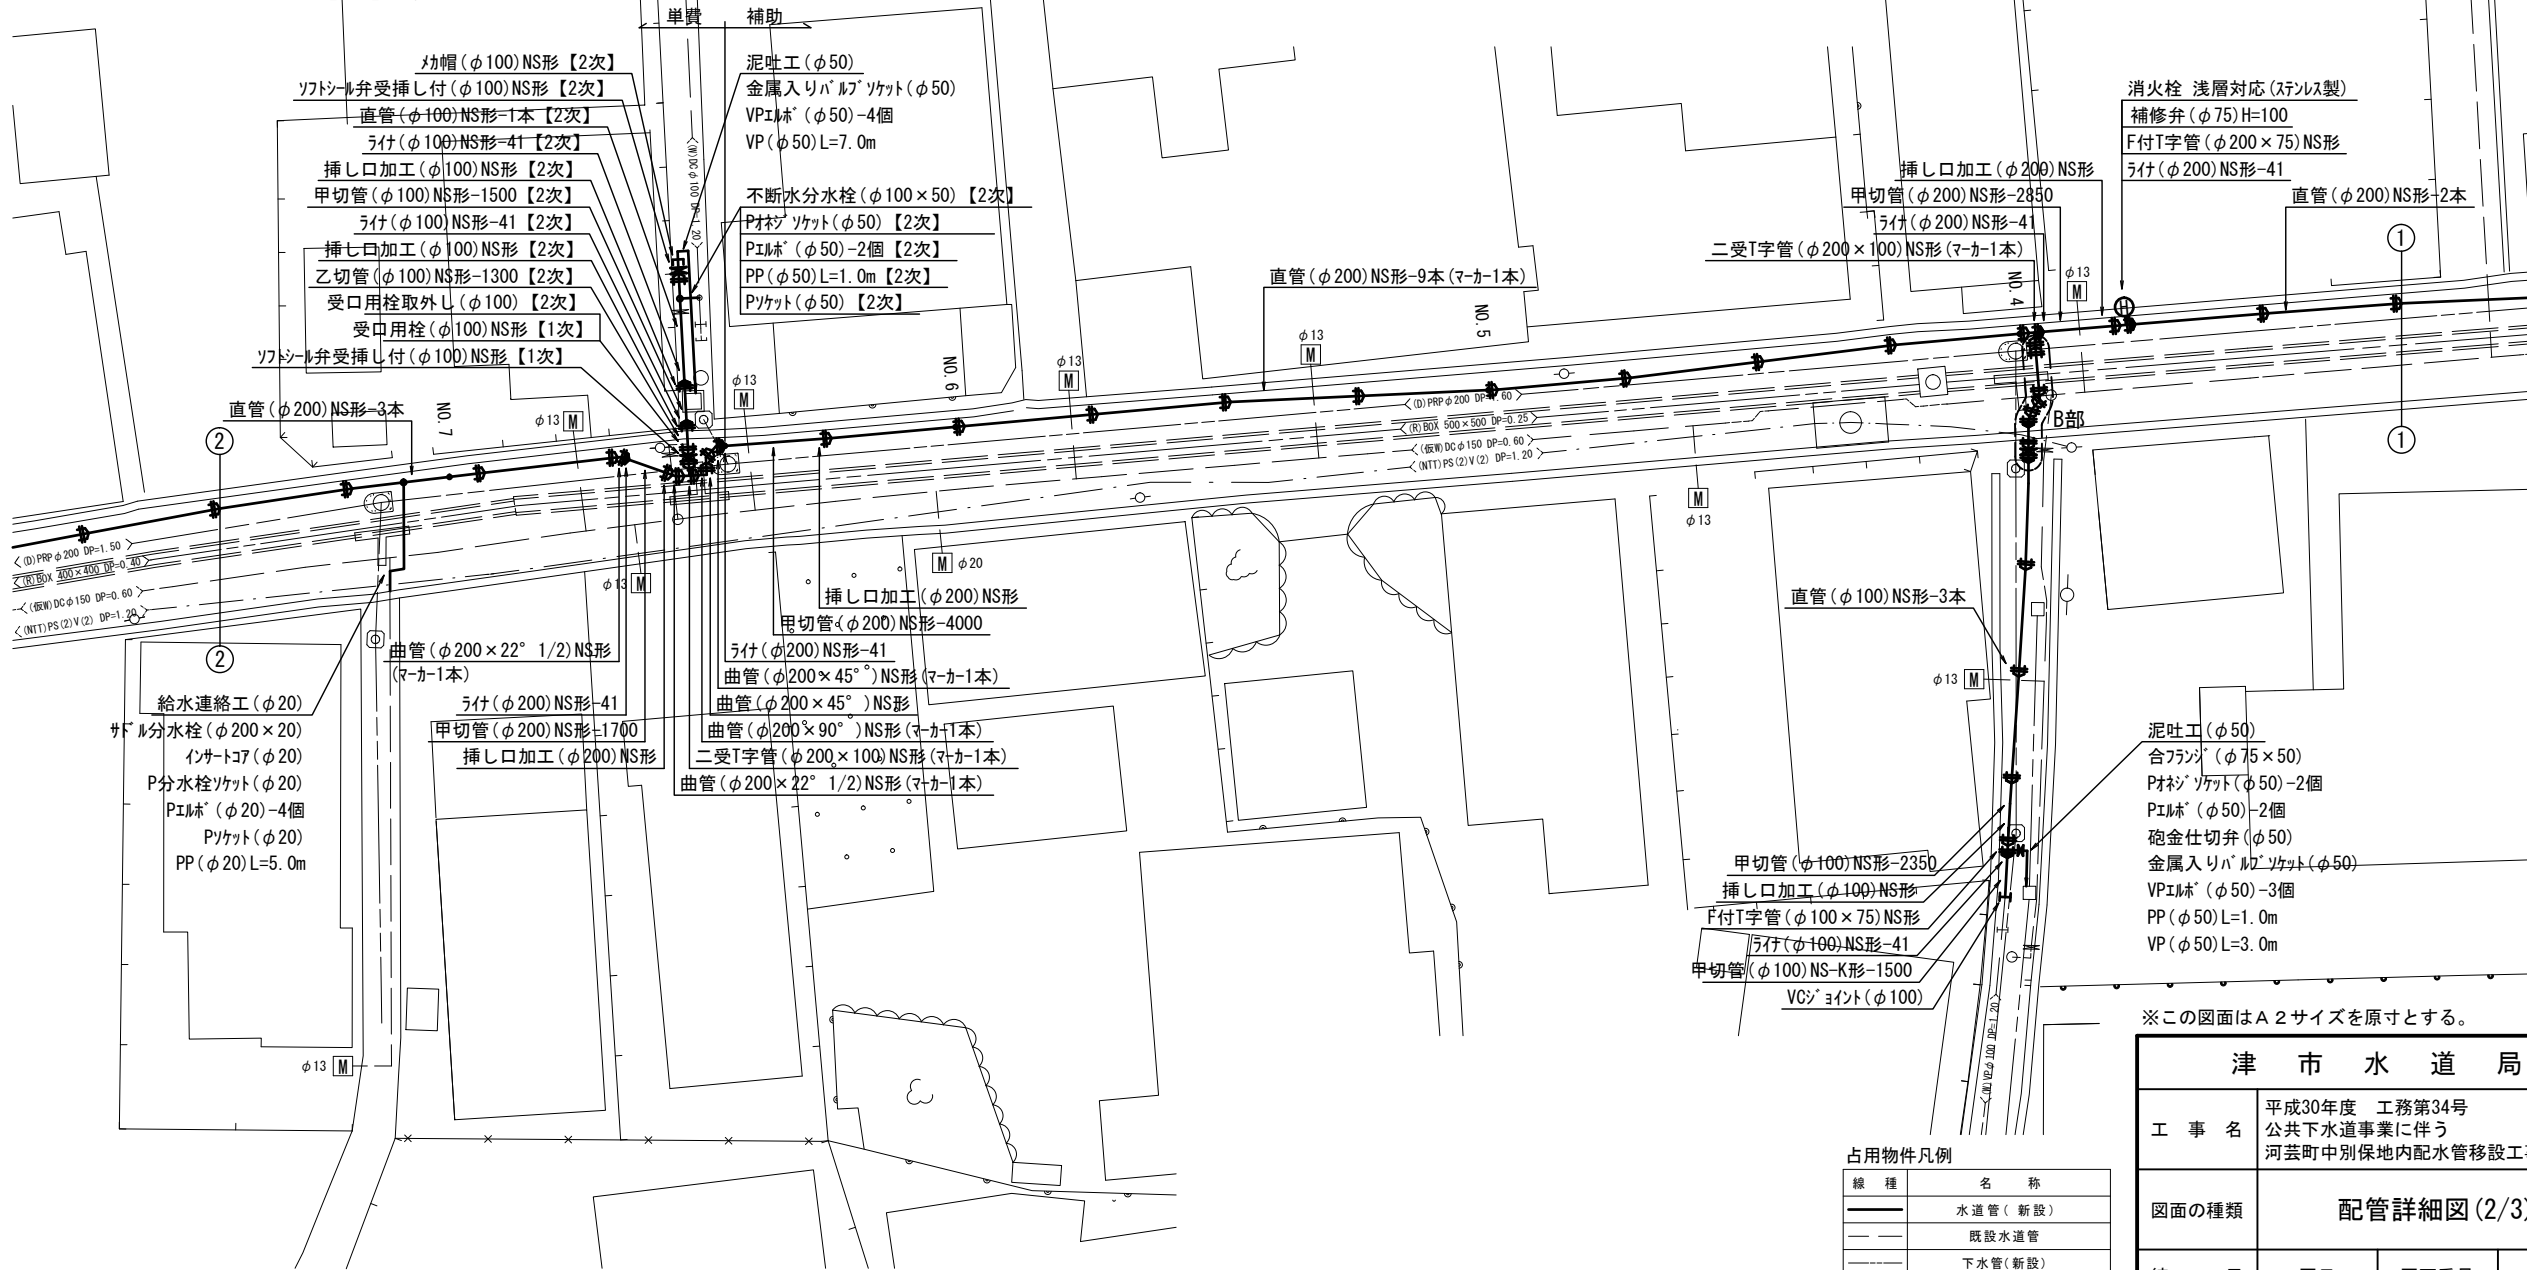 単費 補助
ﾒｶ帽(φ100)NS形【2次】
ｿﾌﾄｼｰﾙ弁受挿し付(φ100)NS形【2次】
直管(φ100)NS形-1本【2次】
ﾗｲﾅ(φ100)NS形-41【2次】
挿し口加工(φ100)NS形【2次】
甲切管(φ100)NS形-1500【2次】
ﾗｲﾅ(φ100)NS形-41【2次】
挿し口加工(φ100)NS形【2次】
乙切管(φ100)NS形-1300【2次】
受口用栓取外し(φ100)【2次】
受口用栓(φ100)NS形【1次】
ｿﾌﾄｼｰﾙ弁受挿し付(φ100)NS形【1次】
泥吐工(φ50)
金属入りﾊﾞﾙﾌﾞｿｹｯﾄ(φ50)
VPｴﾙﾎﾞ(φ50)-4個
VP(φ50)L=7.0m
不断水分水栓(φ100×50)【2次】
Pｵﾈｼﾞｿｹｯﾄ(φ50)【2次】
Pｴﾙﾎﾞ(φ50)-2個【2次】
PP(φ50)L=1.0m【2次】
Pｿｹｯﾄ(φ50)【2次】
消火栓 浅層対応(ｽﾃﾝﾚｽ製)
補修弁(φ75)H=100
F付T字管(φ200×75)NS形
ﾗｲﾅ(φ200)NS形-41
挿し口加工(φ200)NS形
甲切管(φ200)NS形-2850
ﾗｲﾅ(φ200)NS形-41
二受T字管(φ200×100)NS形(ﾏｰｶｰ1本)
直管(φ200)NS形-2本
直管(φ200)NS形-9本(ﾏｰｶｰ1本)
①
①
H
NO.4
NO.5
NO.6
NO.7
φ13 M
φ13 M
φ13 M
φ13 M
φ13 M
直管(φ200)NS形-3本
②
②
B部
(D)PRPφ200 DP=1.60
(R)BOX 500×500 DP=0.25
(仮W)DCφ150 DP=0.60
(NTT)PS(2)V(2) DP=1.20
(D)PRPφ200 DP=1.50
(R)BOX 400×400 DP=0.40
(仮W)DCφ150 DP=0.60
(NTT)PS(2)V(2) DP=1.20
M φ13
M φ20
φ13 M
挿し口加工(φ200)NS形
甲切管(φ200)NS形-4000
ﾗｲﾅ(φ200)NS形-41
曲管(φ200×45°)NS形(ﾏｰｶｰ1本)
曲管(φ200×45°)NS形
曲管(φ200×90°)NS形(ﾏｰｶｰ1本)
二受T字管(φ200×100)NS形(ﾏｰｶｰ1本)
曲管(φ200×22°1/2)NS形(ﾏｰｶｰ1本)
曲管(φ200×22°1/2)NS形
(ﾏｰｶｰ1本)
ﾗｲﾅ(φ200)NS形-41
甲切管(φ200)NS形-1700
挿し口加工(φ200)NS形
給水連絡工(φ20)
ｻﾄﾞﾙ分水栓(φ200×20)
ｲﾝｻｰﾄｺｱ(φ20)
P分水栓ｿｹｯﾄ(φ20)
Pｴﾙﾎﾞ(φ20)-4個
Pｿｹｯﾄ(φ20)
PP(φ20)L=5.0m
φ13 M
直管(φ100)NS形-3本
φ13 M
甲切管(φ100)NS形-2350
挿し口加工(φ100)NS形
F付T字管(φ100×75)NS形
ﾗｲﾅ(φ100)NS形-41
甲切管(φ100)NS-K形-1500
VCｼﾞｮｲﾝﾄ(φ100)
泥吐工(φ50)
合ﾌﾗﾝｼﾞ(φ75×50)
Pｵﾈｼﾞｿｹｯﾄ(φ50)-2個
Pｴﾙﾎﾞ(φ50)-2個
砲金仕切弁(φ50)
金属入りﾊﾞﾙﾌﾞｿｹｯﾄ(φ50)
VPｴﾙﾎﾞ(φ50)-3個
PP(φ50)L=1.0m
VP(φ50)L=3.0m
(W)VPφ100 DP=1.20
※この図面はA2サイズを原寸とする。
津市水道局
工事名
平成30年度 工務第34号
公共下水道事業に伴う
河芸町中別保地内配水管移設工
図面の種類 配管詳細図(2/3)
占用物件凡例
線種 名称
水道管(新設)
既設水道管
下水管(新設)